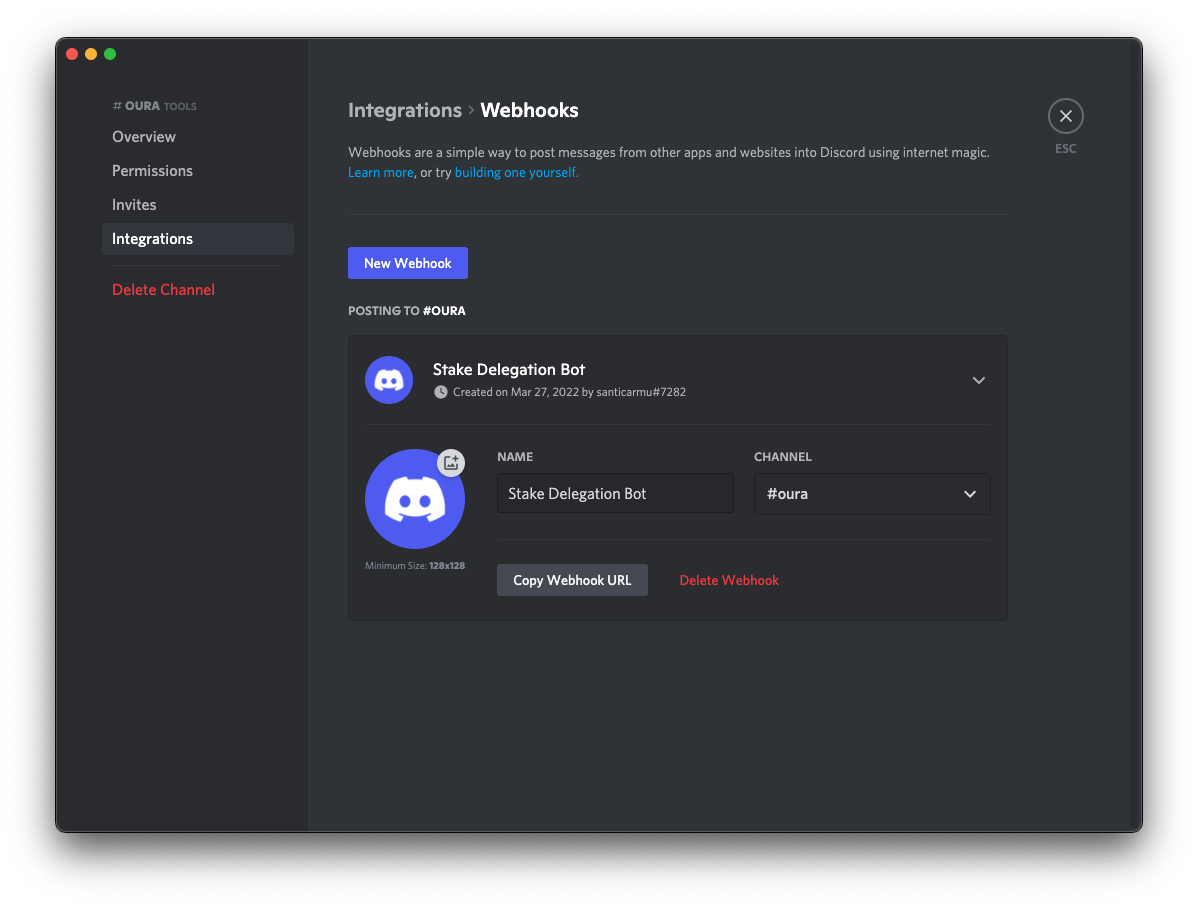 # OURA TOOLS
Overview
Permissions
Invites
Integrations
Delete Channel
Integrations > Webhooks
ESC
Webhooks are a simple way to post messages from other apps and websites into Discord using internet magic.
Learn more, or try building one yourself.
New Webhook
POSTING TO #OURA
Stake Delegation Bot
Created on Mar 27, 2022 by santicarmu#7282
Minimum Size: 128x128
NAME
Stake Delegation Bot
CHANNEL
#oura
Copy Webhook URL
Delete Webhook